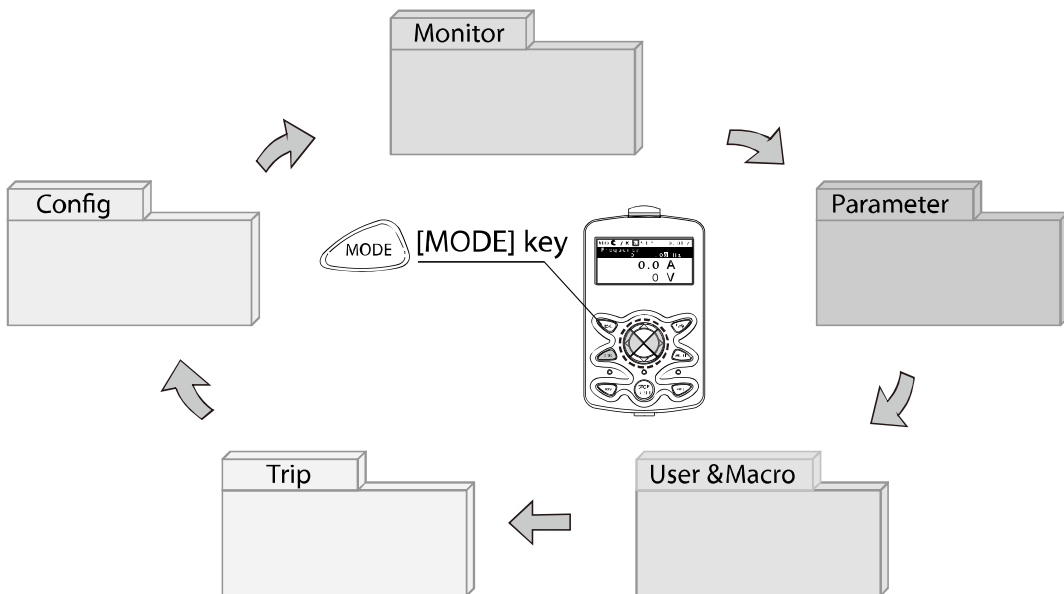 Monitor
Config
Parameter
MODE
[MODE] key
0.0 A
0 V
Trip
User &Macro